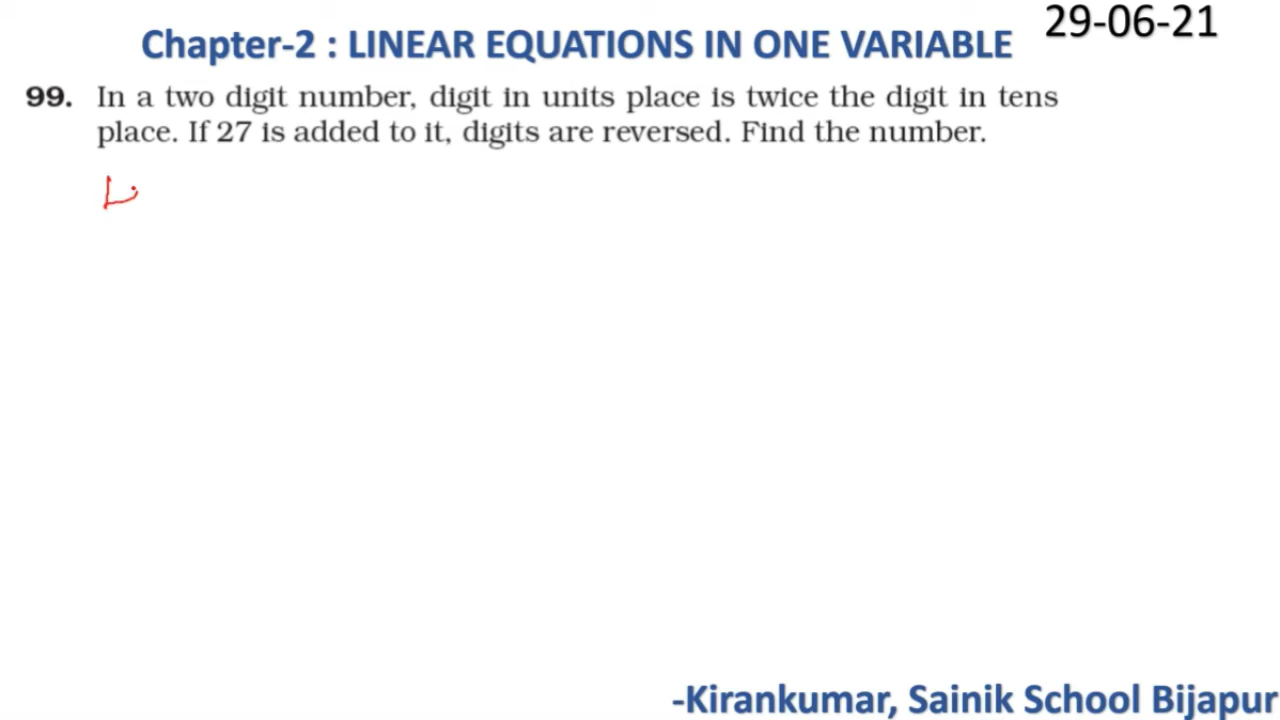 29-06-21
Chapter-2 : LINEAR EQUATIONS IN ONE VARIABLE
99. In a two digit number, digit in units place is twice the digit in tens
place. If 27 is added to it, digits are reversed. Find the number.
-Kirankumar, Sainik School Bijapur